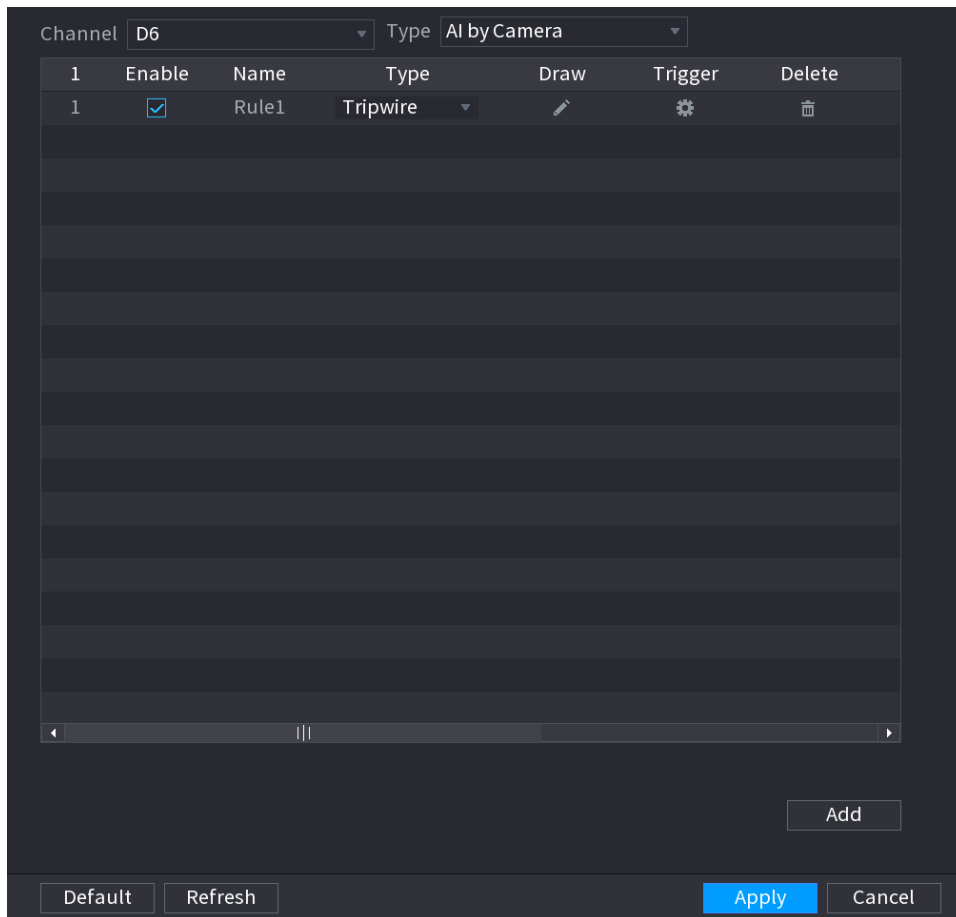 Channel D6 Type AI by Camera
1 Enable Name Type Draw Trigger Delete
1 Rule1 Tripwire
Add
Default Refresh Apply Cancel